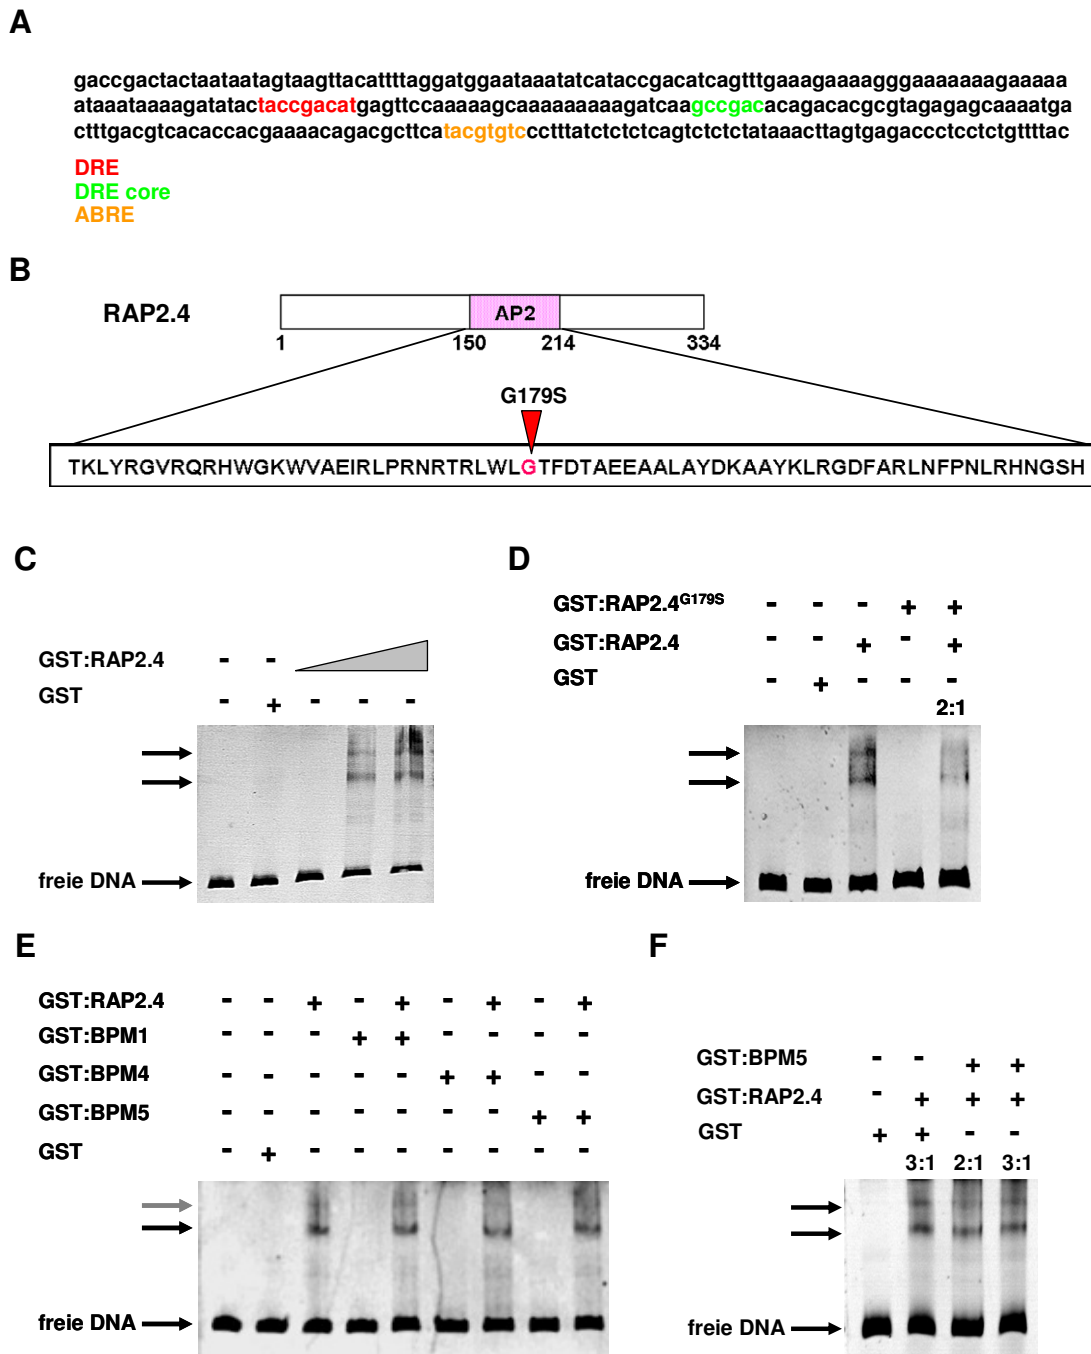 A
gaccgactactaataatagtaagttacattttaggatggaataaatatcataccgacatcagtttgaaagaaaagggaaaaaaagaaaaa
ataaataaaagatatactaccgacatgagttccaaaaagcaaaaaaaaagatcaagccgacacagacacgcgtagagagcaaaatga
ctttgacgtcacaccacgaaaacagacgcttcatacgtgtccctttatctctctcagtctctctataaacttagtgagaccctcctctgttttac
DRE
DRE core
ABRE
B
RAP2.4
AP2
1 150 214 334
G179S
TKLYRGVRQRHWGKWVAEIRLPRNRTRLWLGTFDTAEEAALAYDKAAYKLRGDFARLNFPNLRHNGSH
C
GST:RAP2.4 - -
GST - + - - -
freie DNA
D
GST:RAP2.4G179S - - - + +
GST:RAP2.4 - - + - +
GST - + - - -
2:1
freie DNA
E
GST:RAP2.4 - - + - + - + - +
GST:BPM1 - - - + + - - - -
GST:BPM4 - - - - - + + - -
GST:BPM5 - - - - - - - + +
GST - + - - - - - - -
freie DNA
F
GST:BPM5 - - + +
GST:RAP2.4 - + + +
GST + + - -
3:1 2:1 3:1
freie DNA